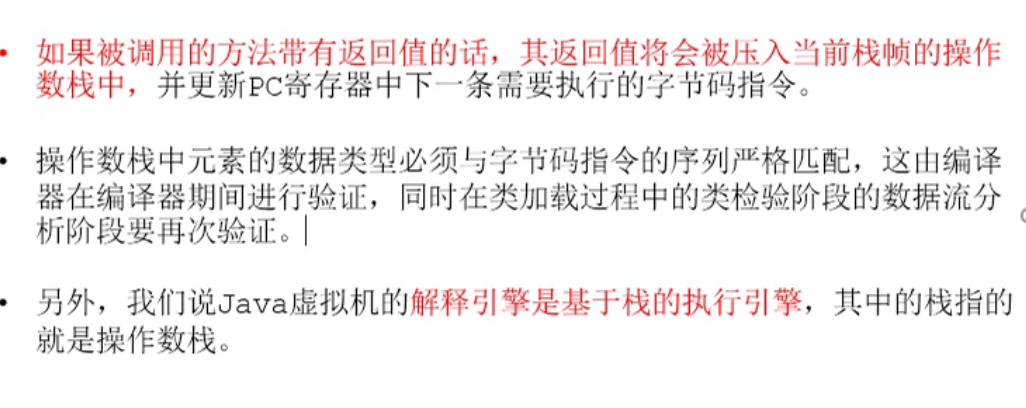 • 如果被调用的方法带有返回值的话，其返回值将会被压入当前栈帧的操作
数栈中，并更新PC寄存器中下一条需要执行的字节码指令。
• 操作数栈中元素的数据类型必须与字节码指令的序列严格匹配，这由编译
器在编译器期间进行验证，同时在类加载过程中的类检验阶段的数据流分
析阶段要再次验证。
• 另外，我们说Java虚拟机的解释引擎是基于栈的执行引擎，其中的栈指的
就是操作数栈。